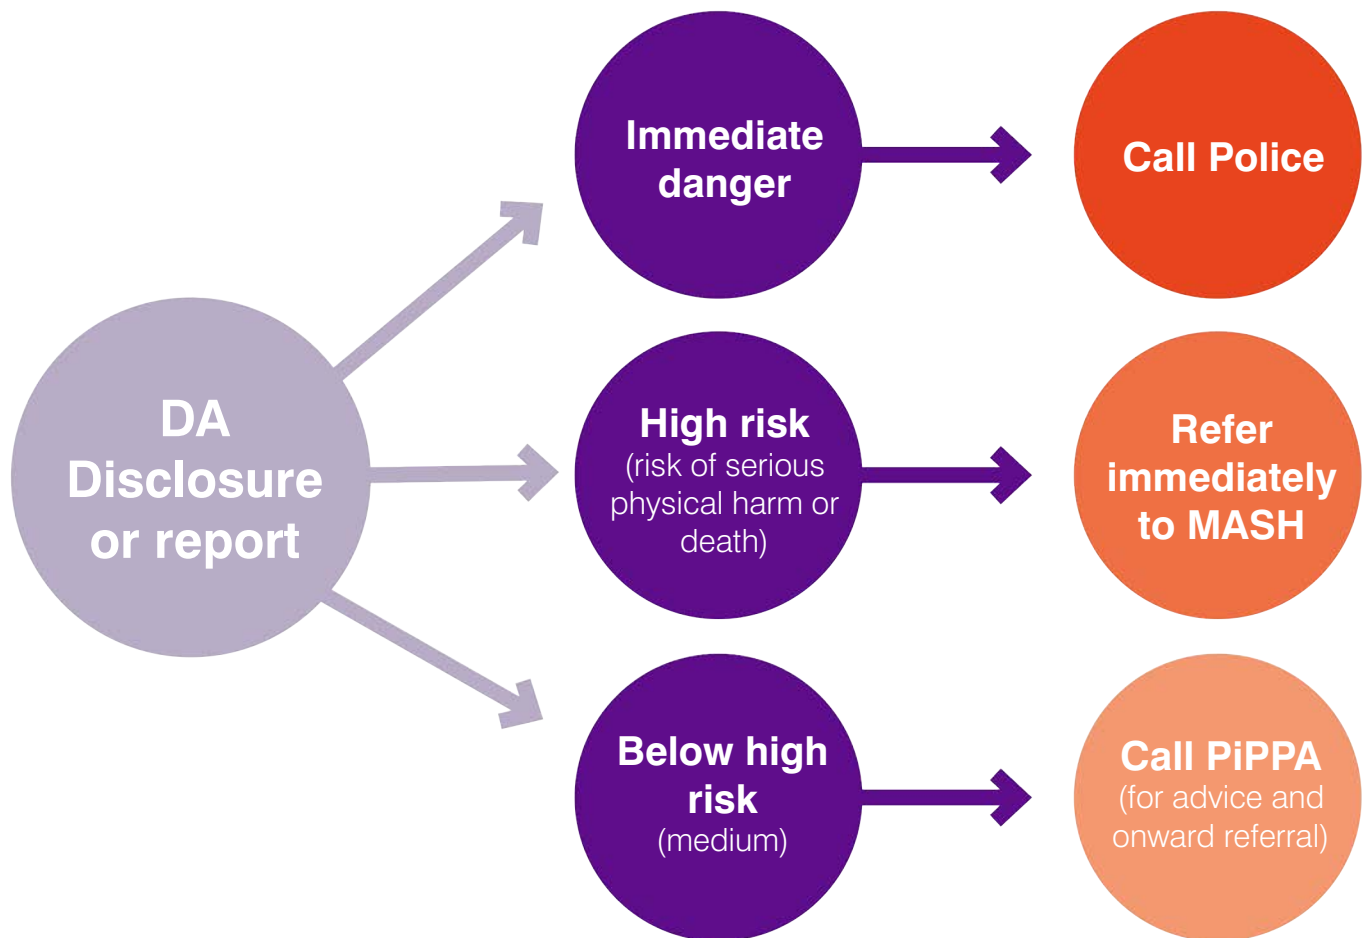 DA
Disclosure
or report
Immediate
danger
Call Police
High risk
(risk of serious
physical harm or
death)
Refer
immediately
to MASH
Below high
risk
(medium)
Call PiPPA
(for advice and
onward referral)